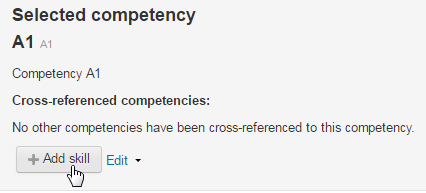 Selected competency
A1 A1
Competency A1
Cross-referenced competencies:
No other competencies have been cross-referenced to this competency.
+ Add skill Edit